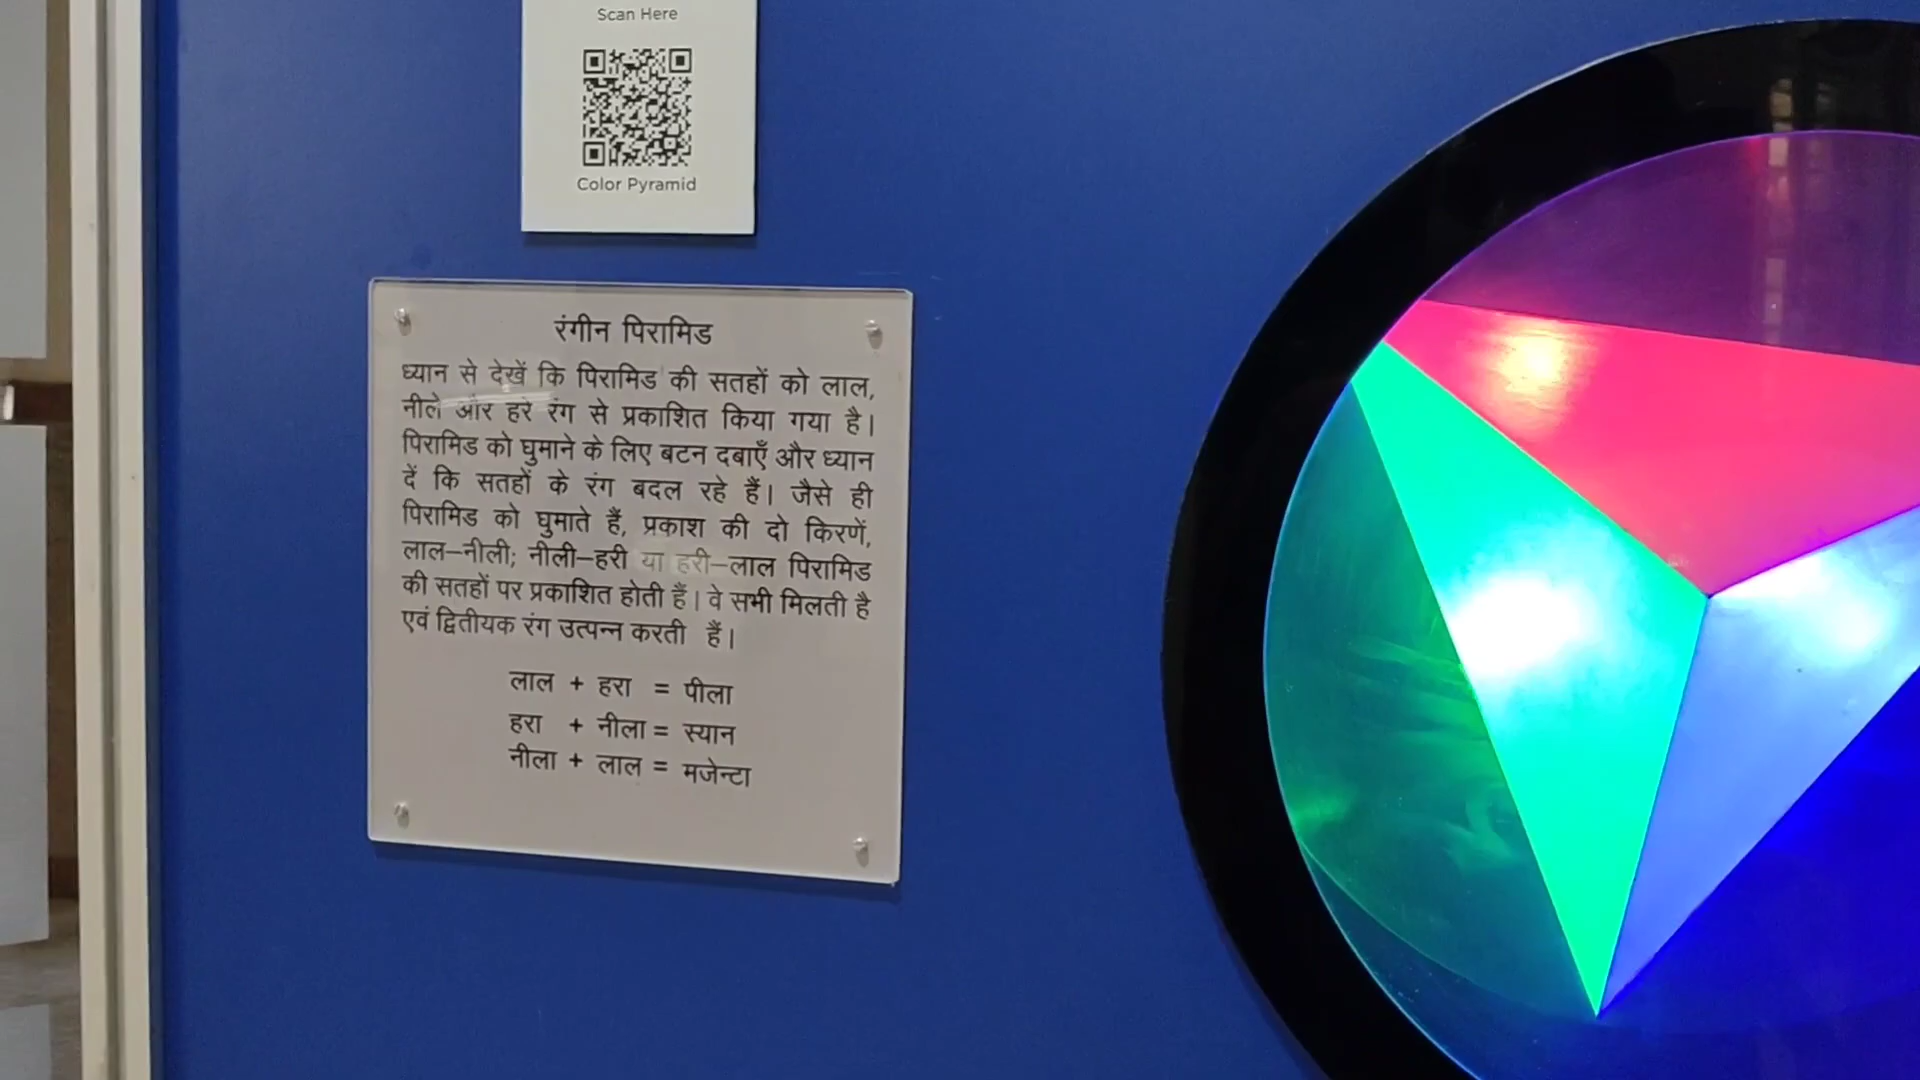 Scan Here
Color Pyramid
रंगीन पिरामिड
ध्यान से देखें कि पिरामिड की सतहों को लाल,
नीले और हरे रंग से प्रकाशित किया गया है।
पिरामिड को घुमाने के लिए बटन दबाएँ और ध्यान
दें कि सतहों के रंग बदल रहे हैं। जैसे ही
पिरामिड को घुमाते हैं, प्रकाश की दो किरणें,
लाल–नीली; नीली–हरी या हरी–लाल पिरामिड
की सतहों पर प्रकाशित होती हैं। वे सभी मिलती है
एवं द्वितीयक रंग उत्पन्न करती हैं।
लाल + हरा = पीला
हरा + नीला = स्यान
नीला + लाल = मजेन्टा